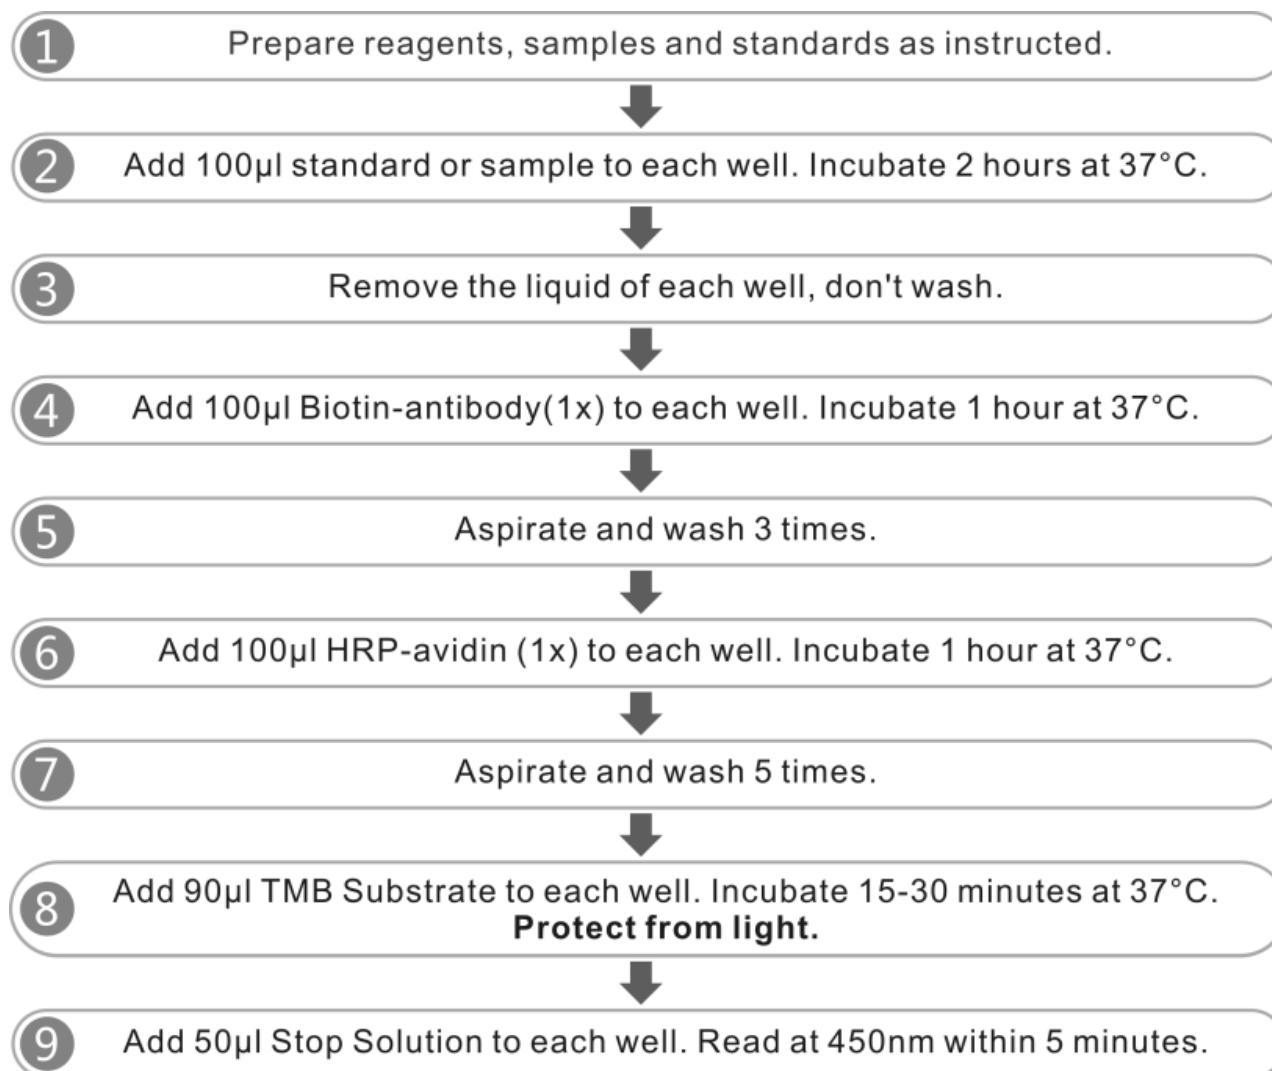 1 Prepare reagents, samples and standards as instructed.
2 Add 100µl standard or sample to each well. Incubate 2 hours at 37°C.
3 Remove the liquid of each well, don't wash.
4 Add 100µl Biotin-antibody(1x) to each well. Incubate 1 hour at 37°C.
5 Aspirate and wash 3 times.
6 Add 100µl HRP-avidin (1x) to each well. Incubate 1 hour at 37°C.
7 Aspirate and wash 5 times.
8 Add 90µl TMB Substrate to each well. Incubate 15-30 minutes at 37°C.
Protect from light.
9 Add 50µl Stop Solution to each well. Read at 450nm within 5 minutes.